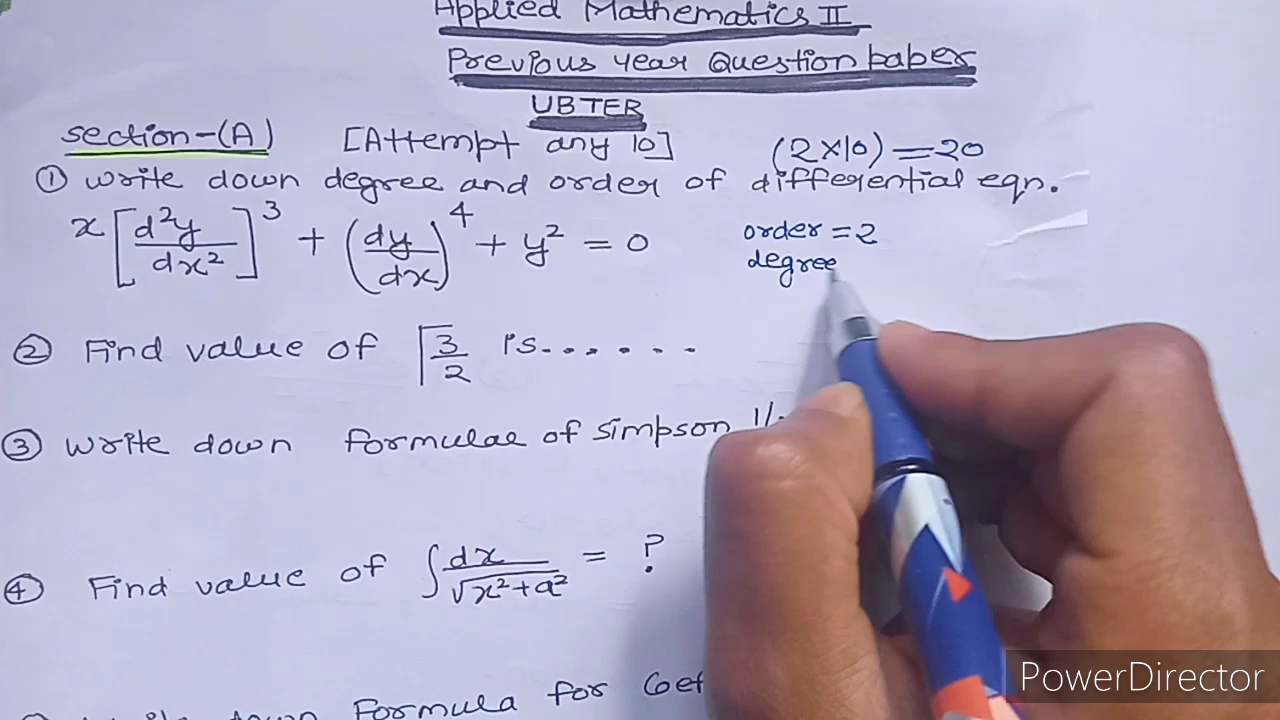 Applied Mathematics II
Previous year Question paper
UBTER
section-(A) [Attempt any 10] (2×10)=20
① write down degree and order of differential eqn.
x[d²y/dx²]³ + (dy/dx)⁴ + y² = 0
order = 2
degree
② Find value of Γ3/2 is......
③ write down formulae of simpson
④ Find value of ∫dx/√x²+a² = ?
down Formula for
PowerDirector